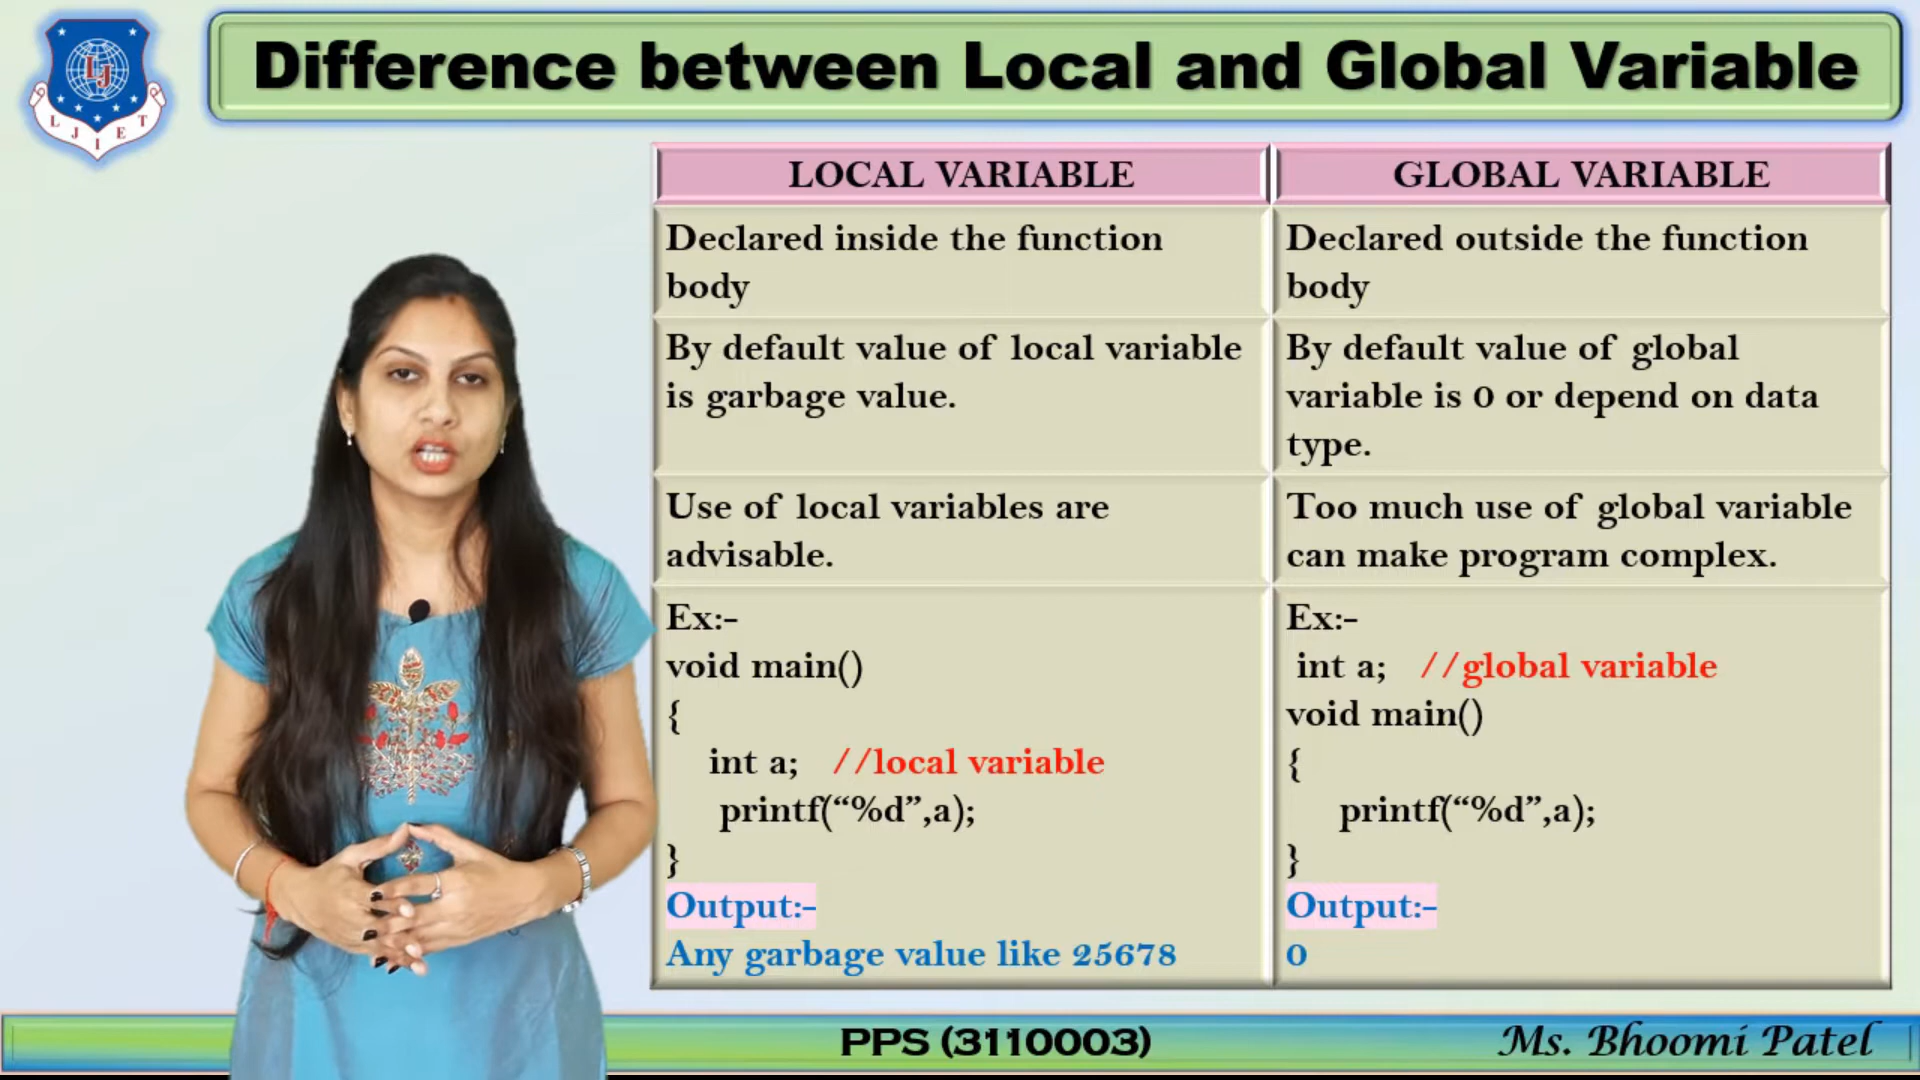 Difference between Local and Global Variable
LJ
L J I E T
LOCAL VARIABLE
GLOBAL VARIABLE
Declared inside the function
body
Declared outside the function
body
By default value of local variable
is garbage value.
By default value of global
variable is 0 or depend on data
type.
Use of local variables are
advisable.
Too much use of global variable
can make program complex.
Ex:-
void main()
{
int a; //local variable
printf(“%d”,a);
}
Output:-
Any garbage value like 25678
Ex:-
int a; //global variable
void main()
{
printf(“%d”,a);
}
Output:-
0
PPS (3110003)
Ms. Bhoomi Patel